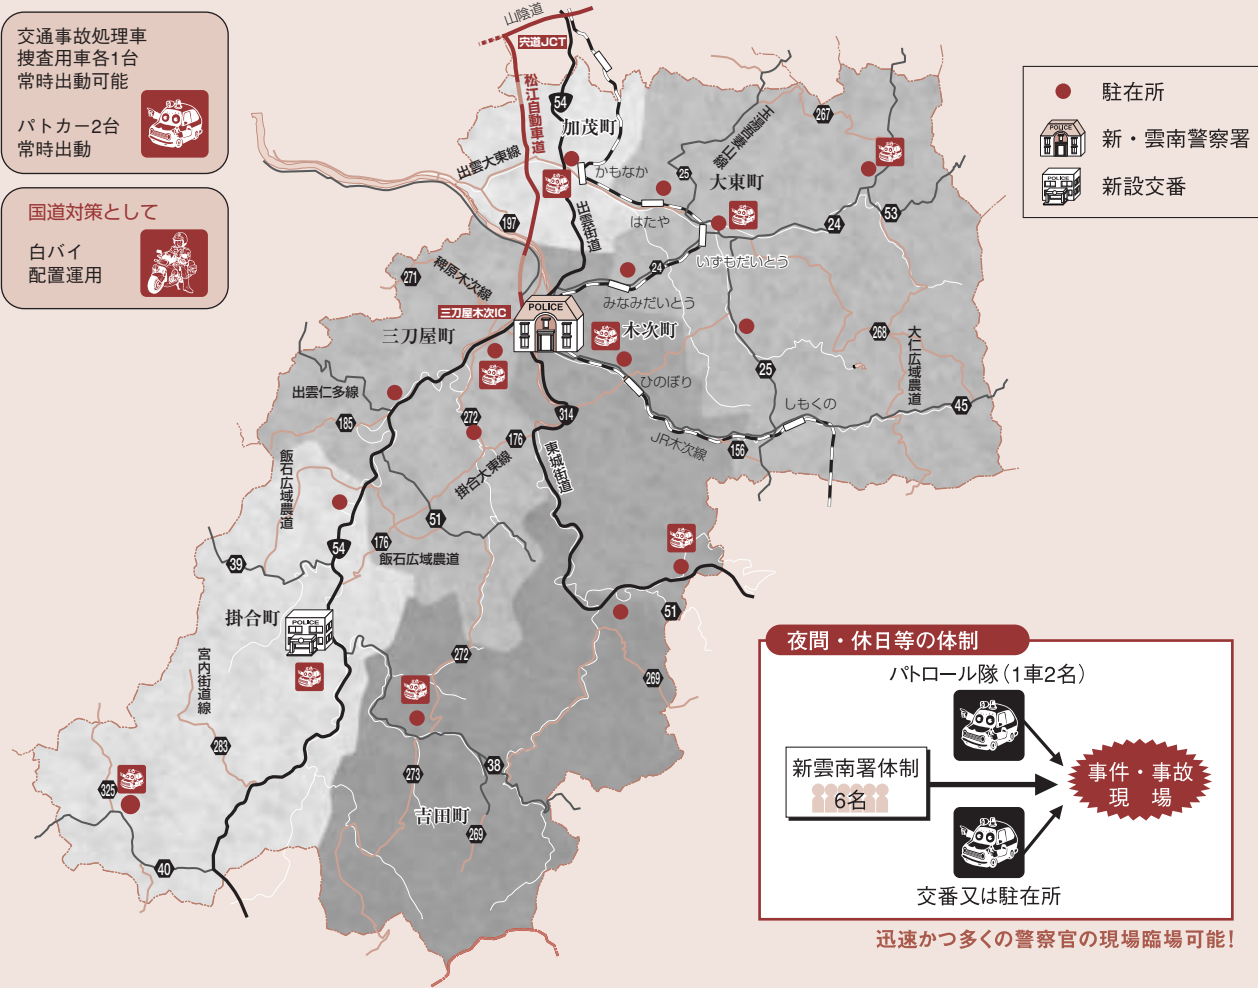 交通事故処理車
捜査用車各1台
常時出動可能
パトカー2台
常時出動
国道対策として
白バイ
配置運用
駐在所
POLICE
新・雲南警察署
POLICE
新設交番
山陰道
宍道JCT
松江自動車道
54
加茂町
出雲大東線
かもなか
玉湯吾妻山線
267
25
大東町
197
出雲街道
はたや
24
53
いずもだいとう
24
271
稗原木次線
みなみだいとう
三刀屋木次IC
POLICE
三刀屋町
木次町
268
大仁広域農道
25
ひのぼり
出雲仁多線
185
272
314
しもくの
45
176
JR木次線
156
飯石広域農道
掛合大東線
東城街道
51
54
176
飯石広域農道
39
掛合町
POLICE
51
宮内街道線
272
269
283
38
325
273
吉田町
269
40
夜間・休日等の体制
パトロール隊（1車2名）
新雲南署体制
6名
事件・事故
現　場
交番又は駐在所
迅速かつ多くの警察官の現場臨場可能！